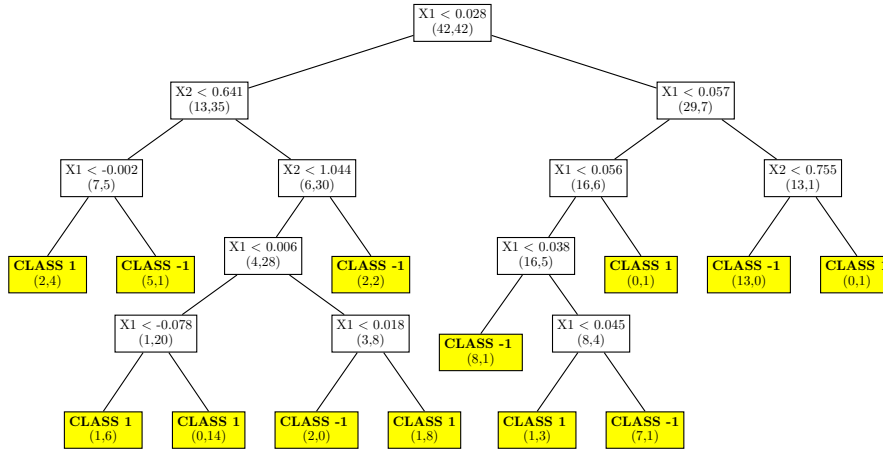 X1 < 0.028
(42,42)
X2 < 0.641
(13,35)
X1 < 0.057
(29,7)
X1 < -0.002
(7,5)
X2 < 1.044
(6,30)
X1 < 0.056
(16,6)
X2 < 0.755
(13,1)
CLASS 1
(2,4)
CLASS -1
(5,1)
X1 < 0.006
(4,28)
CLASS -1
(2,2)
X1 < 0.038
(16,5)
CLASS 1
(0,1)
CLASS -1
(13,0)
CLASS 1
(0,1)
X1 < -0.078
(1,20)
X1 < 0.018
(3,8)
CLASS -1
(8,1)
X1 < 0.045
(8,4)
CLASS 1
(1,6)
CLASS 1
(0,14)
CLASS -1
(2,0)
CLASS 1
(1,8)
CLASS 1
(1,3)
CLASS -1
(7,1)